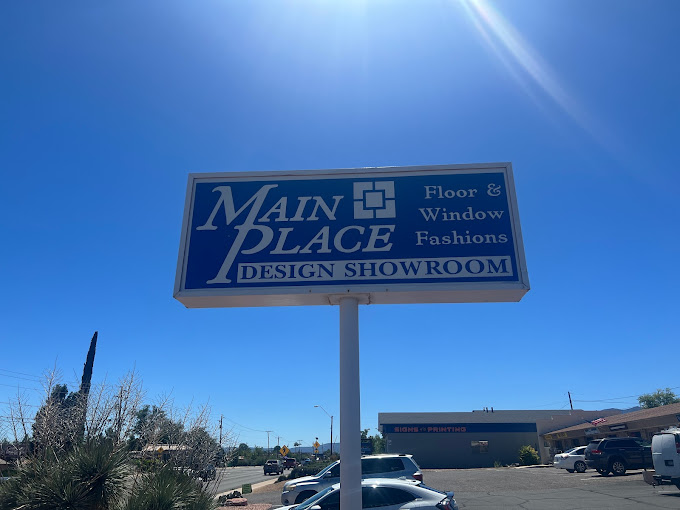 MAIN
PLACE
DESIGN SHOWROOM
Floor &
Window
Fashions
SIGNS PRINTING